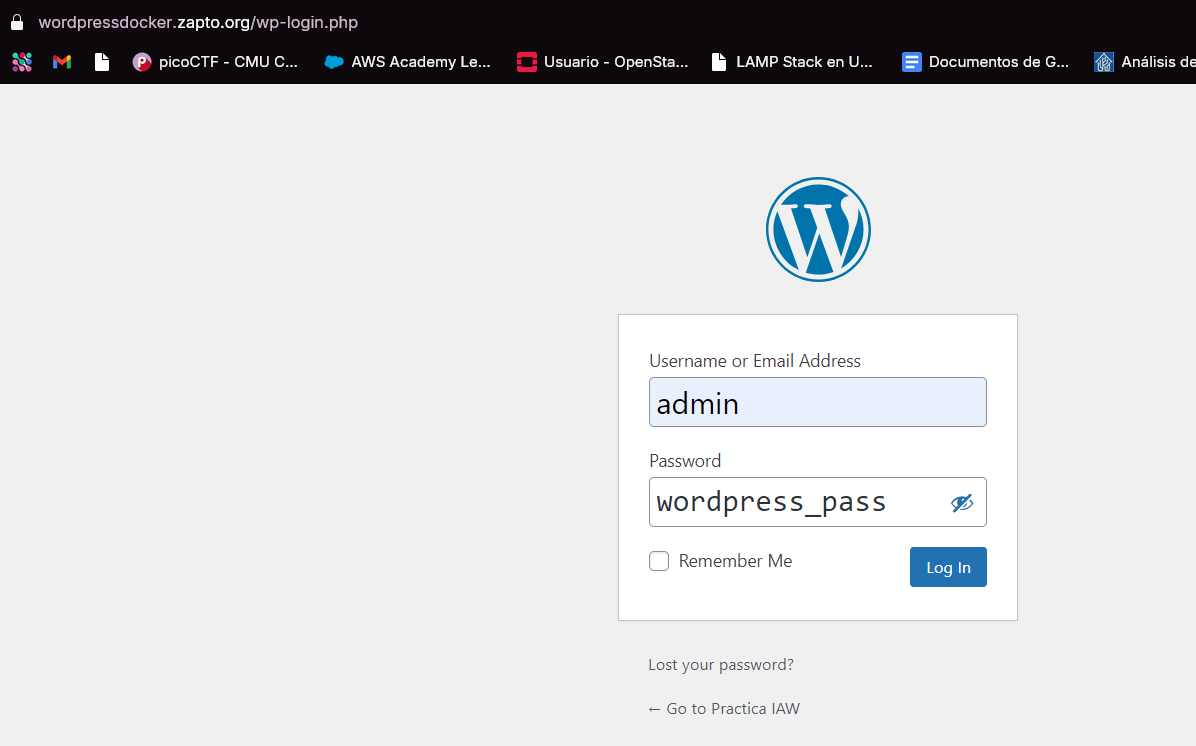 wordpressdocker.zapto.org/wp-login.php
picoCTF - CMU C... AWS Academy Le... Usuario - OpenSta... LAMP Stack en U... Documentos de G... Análisis de
Username or Email Address
admin
Password
wordpress_pass
Remember Me Log In
Lost your password?
← Go to Practica IAW